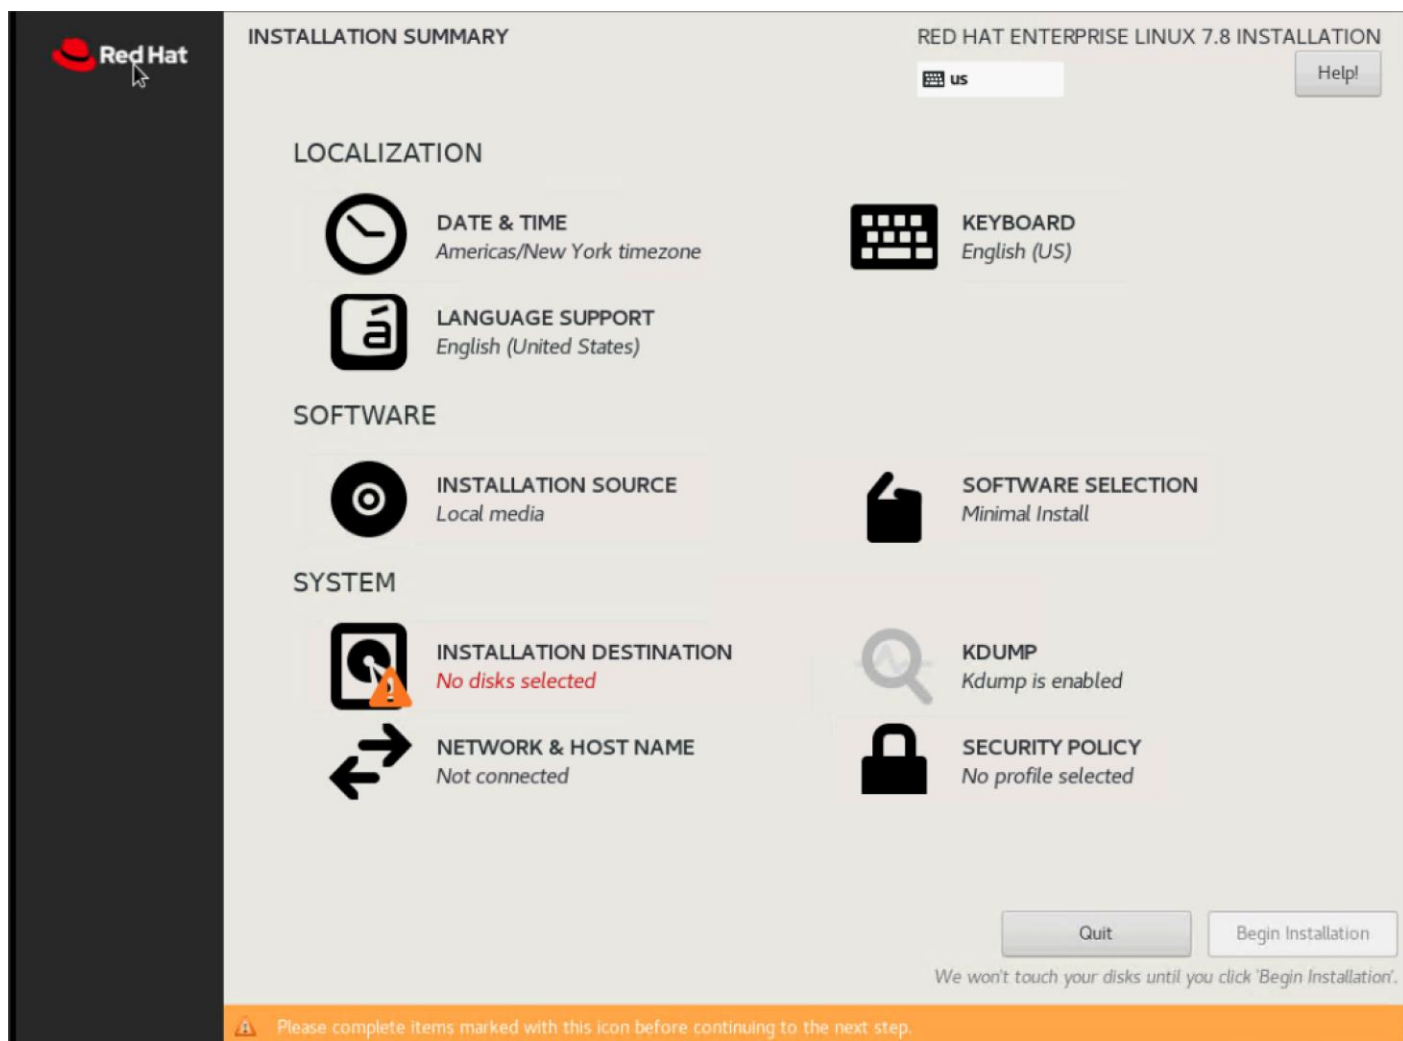 Red Hat
INSTALLATION SUMMARY
RED HAT ENTERPRISE LINUX 7.8 INSTALLATION
us
Help!
LOCALIZATION
DATE & TIME
Americas/New York timezone
KEYBOARD
English (US)
á
LANGUAGE SUPPORT
English (United States)
SOFTWARE
INSTALLATION SOURCE
Local media
SOFTWARE SELECTION
Minimal Install
SYSTEM
INSTALLATION DESTINATION
No disks selected
KDUMP
Kdump is enabled
NETWORK & HOST NAME
Not connected
SECURITY POLICY
No profile selected
Quit
Begin Installation
We won't touch your disks until you click 'Begin Installation'.
Please complete items marked with this icon before continuing to the next step.